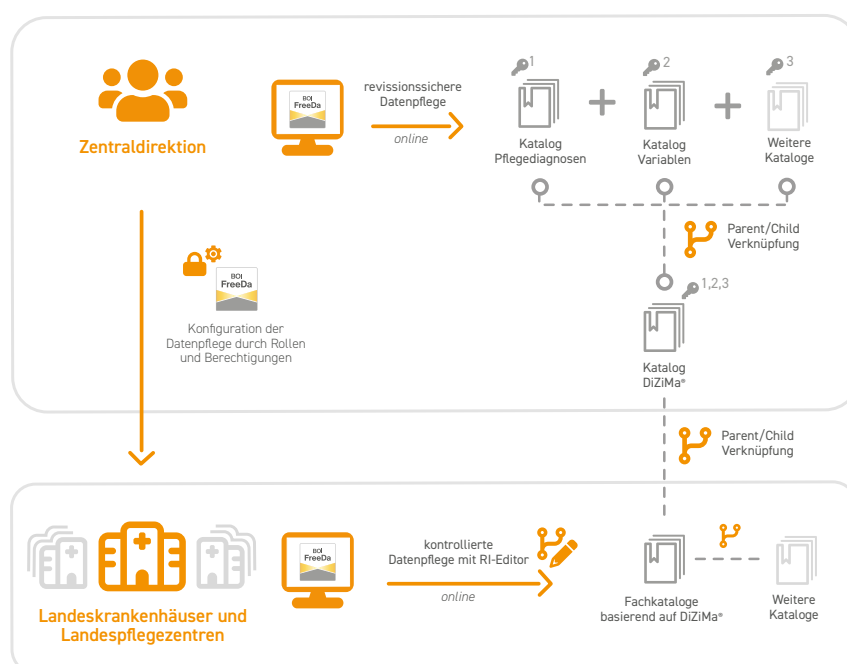 Zentraldirektion
BOI
FreeDa
revissionssichere
Datenpflege
online
1
Katalog
Pflegediagnosen
2
Katalog
Variablen
3
Weitere
Kataloge
Parent/Child
Verknüpfung
BOI
FreeDa
Konfiguration der
Datenpflege durch Rollen
und Berechtigungen
1,2,3
Katalog
DiZiMa®
Parent/Child
Verknüpfung
Landeskrankenhäuser und
Landespflegezentren
BOI
FreeDa
kontrollierte
Datenpflege mit RI-Editor
online
Fachkataloge
basierend auf DiZiMa®
Weitere
Kataloge